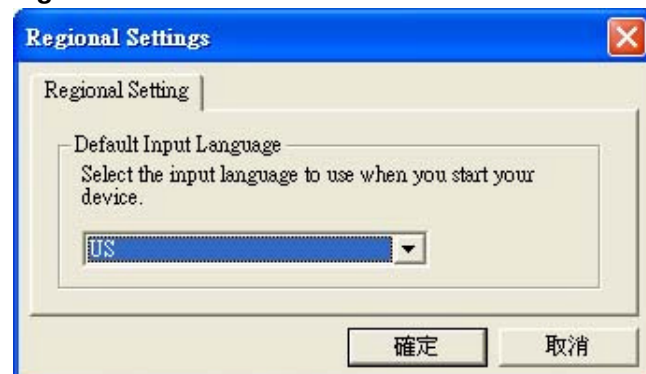 Regional Settings
Regional Setting
Default Input Language
Select the input language to use when you start your
device.
US
確定
取消